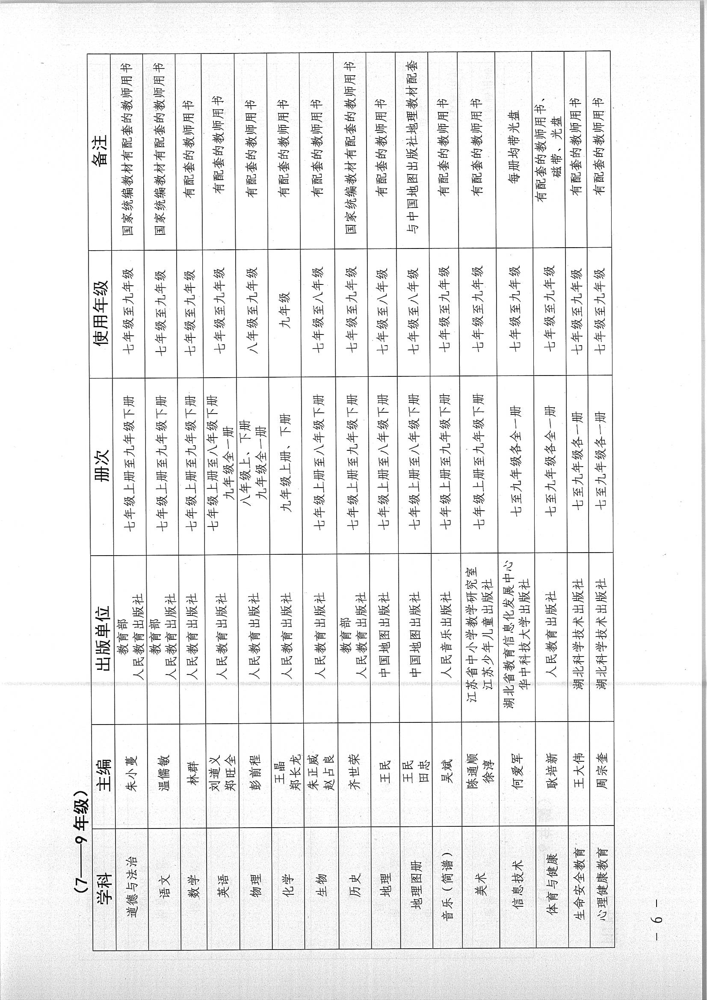 （7——9年级）
学科 主编 出版单位 册次 使用年级 备注
道德与法治 朱小蔓 教育部 七年级上册至九年级下册 七年级至九年级 国家统编教材有配套的教师用书
人民教育出版社
语文 温儒敏 教育部 七年级上册至九年级下册 七年级至九年级 国家统编教材有配套的教师用书
人民教育出版社
数学 林群 人民教育出版社 七年级上册至九年级下册 七年级至九年级 有配套的教师用书
英语 刘道义 人民教育出版社 七年级上册至八年级下册 七年级至九年级 有配套的教师用书
郑旺全 九年级全一册
物理 彭前程 人民教育出版社 八年级上、下册 八年级至九年级 有配套的教师用书
九年级全一册
化学 王晶 人民教育出版社 九年级上册、下册 九年级 有配套的教师用书
郑长龙
生物 朱正威 人民教育出版社 七年级上册至八年级下册 七年级至八年级 有配套的教师用书
赵占良
历史 齐世荣 教育部 七年级上册至九年级下册 七年级至九年级 国家统编教材有配套的教师用书
人民教育出版社
地理 王民 中国地图出版社 七年级上册至八年级下册 七年级至八年级 有配套的教师用书
地理图册 王民 中国地图出版社 七年级上册至八年级下册 七年级至八年级 与中国地图出版社地理教材配套
田忠
音乐（简谱） 吴斌 人民音乐出版社 七年级上册至九年级下册 七年级至九年级 有配套的教师用书
美术 陈通顺 江苏省中小学教学研究室 七年级上册至九年级下册 七年级至九年级 有配套的教师用书
徐淳 江苏少年儿童出版社
信息技术 何爱军 湖北省教育信息化发展中心 七至九年级各全一册 七年级至九年级 每册均带光盘
华中科技大学出版社
体育与健康 耿培新 人民教育出版社 七至九年级各全一册 七年级至九年级 有配套的教师用书、
磁带、光盘
生命安全教育 王大伟 湖北科学技术出版社 七至九年级各一册 七年级至九年级 有配套的教师用书
心理健康教育 周宗奎 湖北科学技术出版社 七至九年级各一册 七年级至九年级 有配套的教师用书
－ 6 －